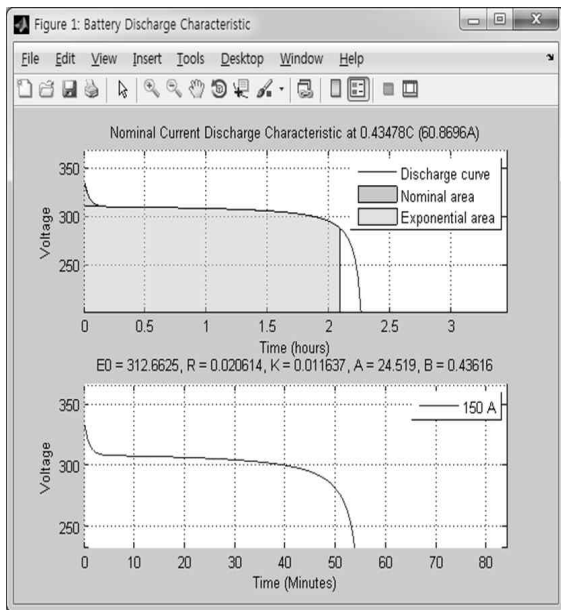 Figure 1: Battery Discharge Characteristic
File Edit View Insert Tools Desktop Window Help
Nominal Current Discharge Characteristic at 0.43478C (60.8696A)
350
300
250
Voltage
Discharge curve
Nominal area
Exponential area
0 0.5 1 1.5 2 2.5 3
Time (hours)
E0 = 312.6625, R = 0.020614, K = 0.011637, A = 24.519, B = 0.43616
350
300
250
Voltage
150 A
0 10 20 30 40 50 60 70 80
Time (Minutes)